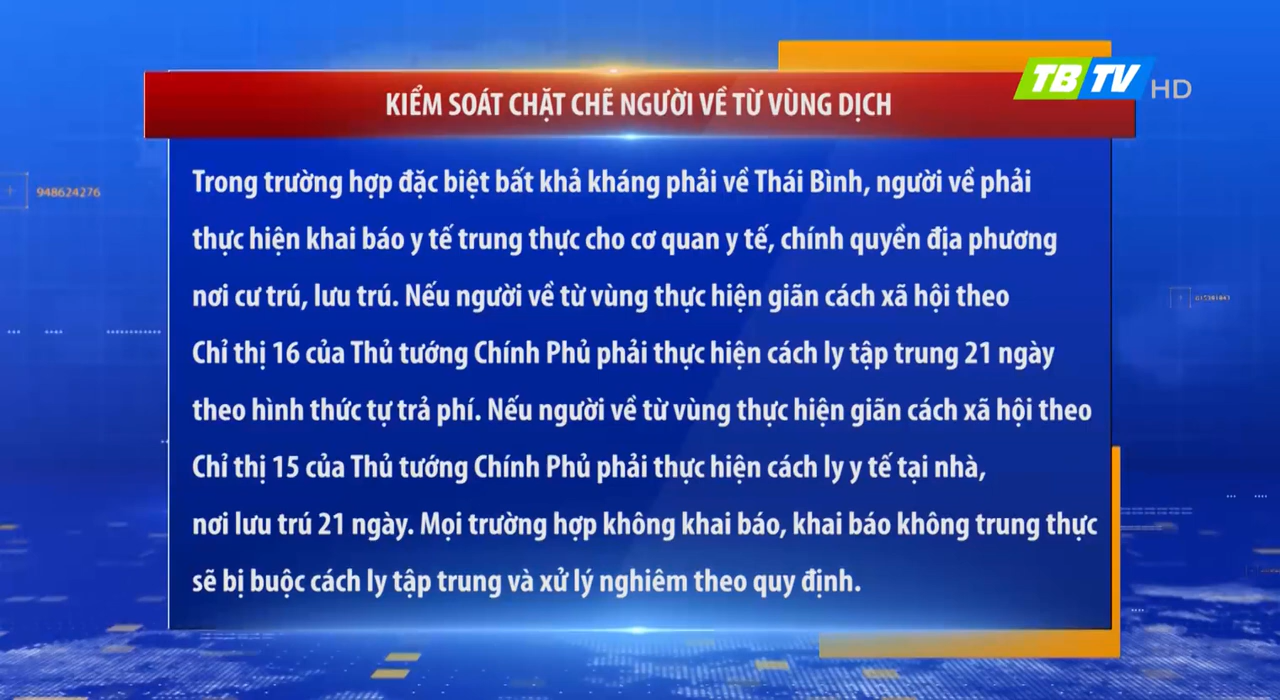 TBTV HD
KIỂM SOÁT CHẶT CHẼ NGƯỜI VỀ TỪ VÙNG DỊCH
Trong trường hợp đặc biệt bất khả kháng phải về Thái Bình, người về phải
thực hiện khai báo y tế trung thực cho cơ quan y tế, chính quyền địa phương
nơi cư trú, lưu trú. Nếu người về từ vùng thực hiện giãn cách xã hội theo
Chỉ thị 16 của Thủ tướng Chính Phủ phải thực hiện cách ly tập trung 21 ngày
theo hình thức tự trả phí. Nếu người về từ vùng thực hiện giãn cách xã hội theo
Chỉ thị 15 của Thủ tướng Chính Phủ phải thực hiện cách ly y tế tại nhà,
nơi lưu trú 21 ngày. Mọi trường hợp không khai báo, khai báo không trung thực
sẽ bị buộc cách ly tập trung và xử lý nghiêm theo quy định.
948624276